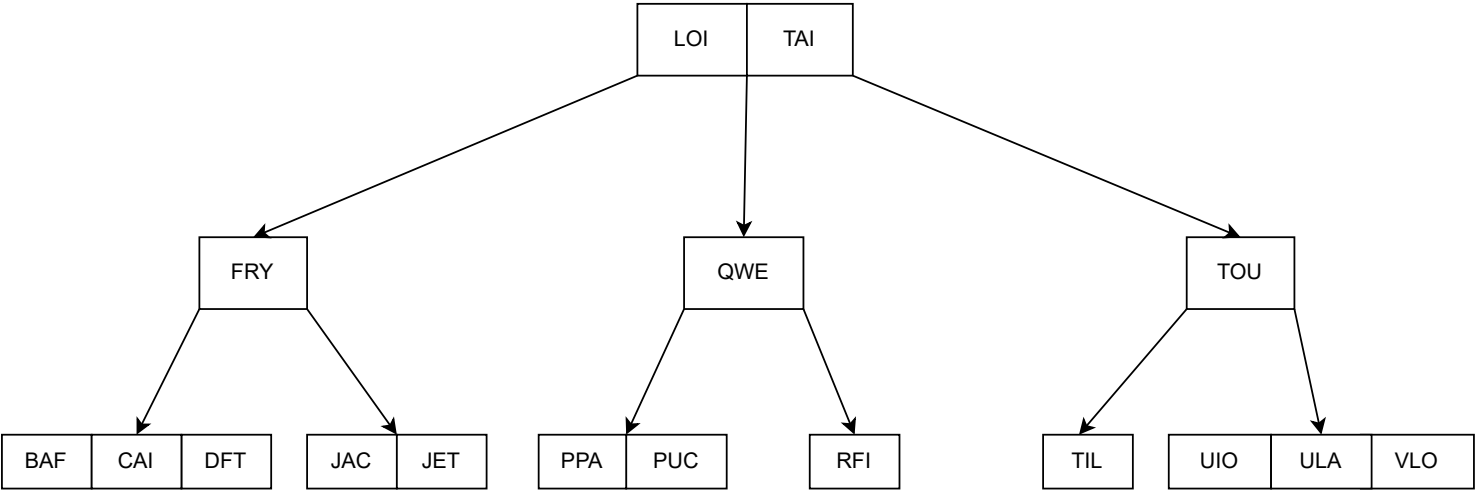 LOI TAI
FRY QWE TOU
BAF CAI DFT JAC JET PPA PUC RFI TIL UIO ULA VLO